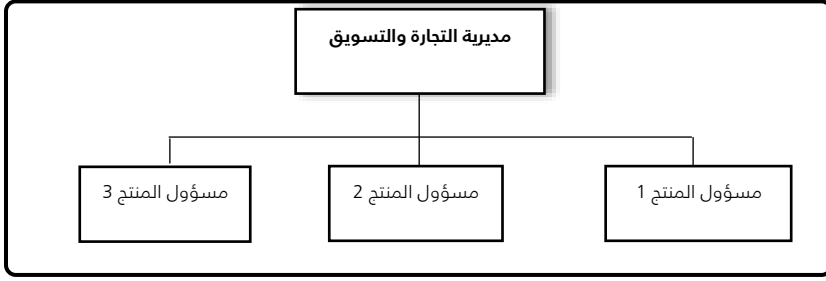 مديرية التجارة والتسويق
مسؤول المنتج 1
مسؤول المنتج 2
مسؤول المنتج 3